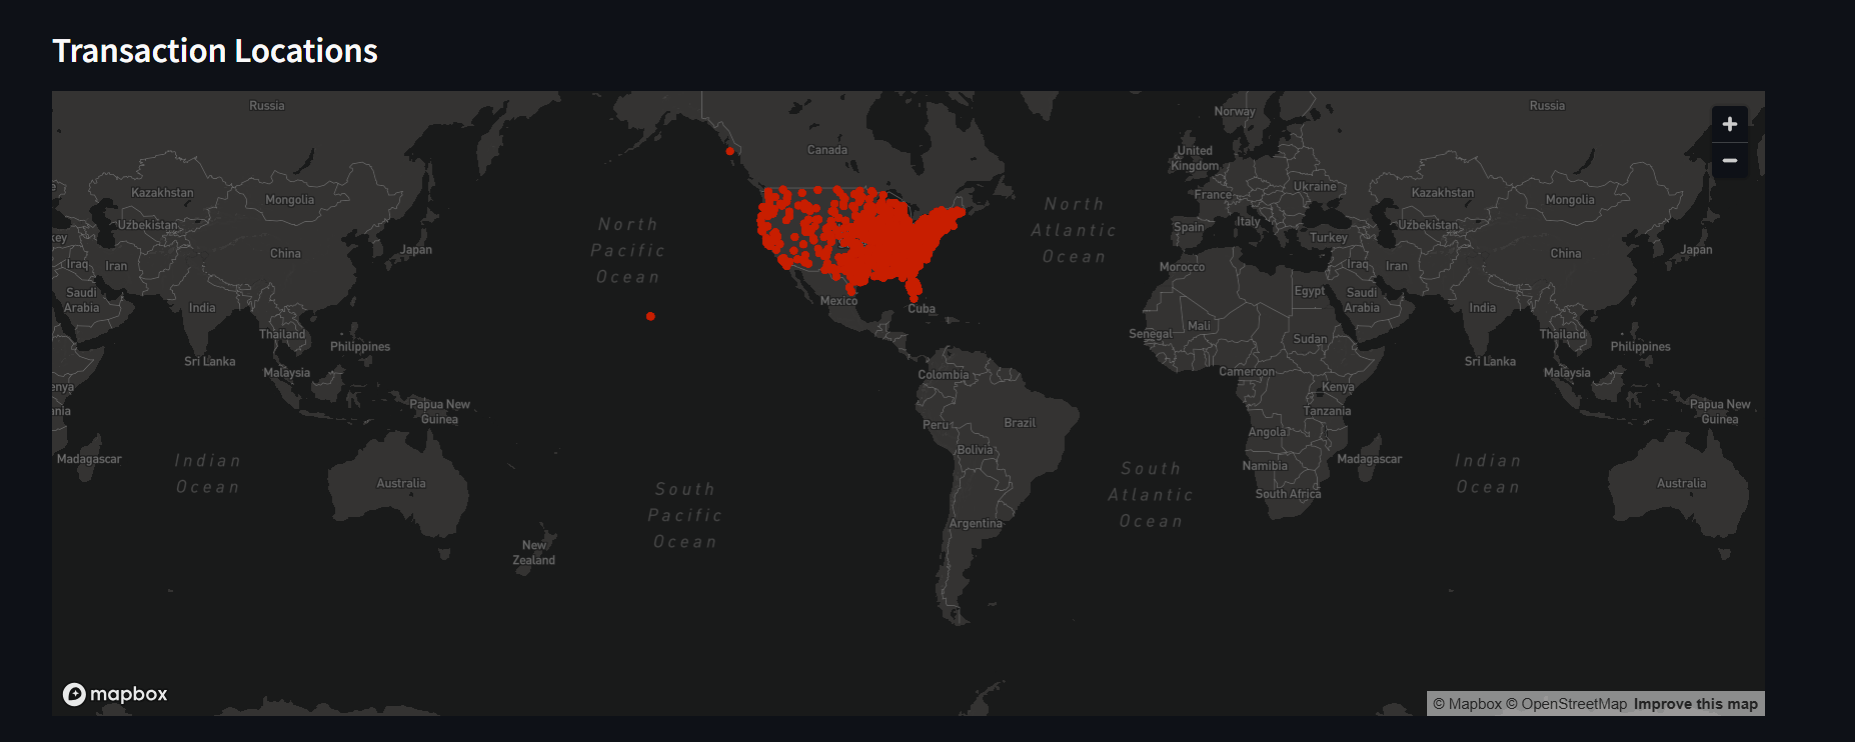 Transaction Locations
Russia
Norway
Russia
Canada
United
Kingdom
Kazakhstan
Mongolia
France
Ukraine
Kazakhstan
Mongolia
North
Pacific
Ocean
North
Atlantic
Ocean
Uzbekistan
Spain
Italy
Uzbekistan
key
Japan
Turkey
Japan
Iraq
Iran
China
Morocco
Iraq
Iran
China
Saudi
Arabia
India
Mexico
Cuba
Egypt
Saudi
Arabia
India
Thailand
Philippines
Senegal
Mali
Sudan
Thailand
Philippines
Sri Lanka
Malaysia
Colombia
Cameroon
Sri Lanka
Malaysia
enya
Kenya
ania
Papua New
Guinea
Peru
Brazil
Tanzania
Papua New
Guinea
Angola
Bolivia
Madagascar
Indian
Ocean
Namibia
Madagascar
Indian
Ocean
Australia
South
Pacific
Ocean
South
Atlantic
Ocean
South Africa
Australia
Argentina
New
Zealand
mapbox
© Mapbox © OpenStreetMap Improve this map